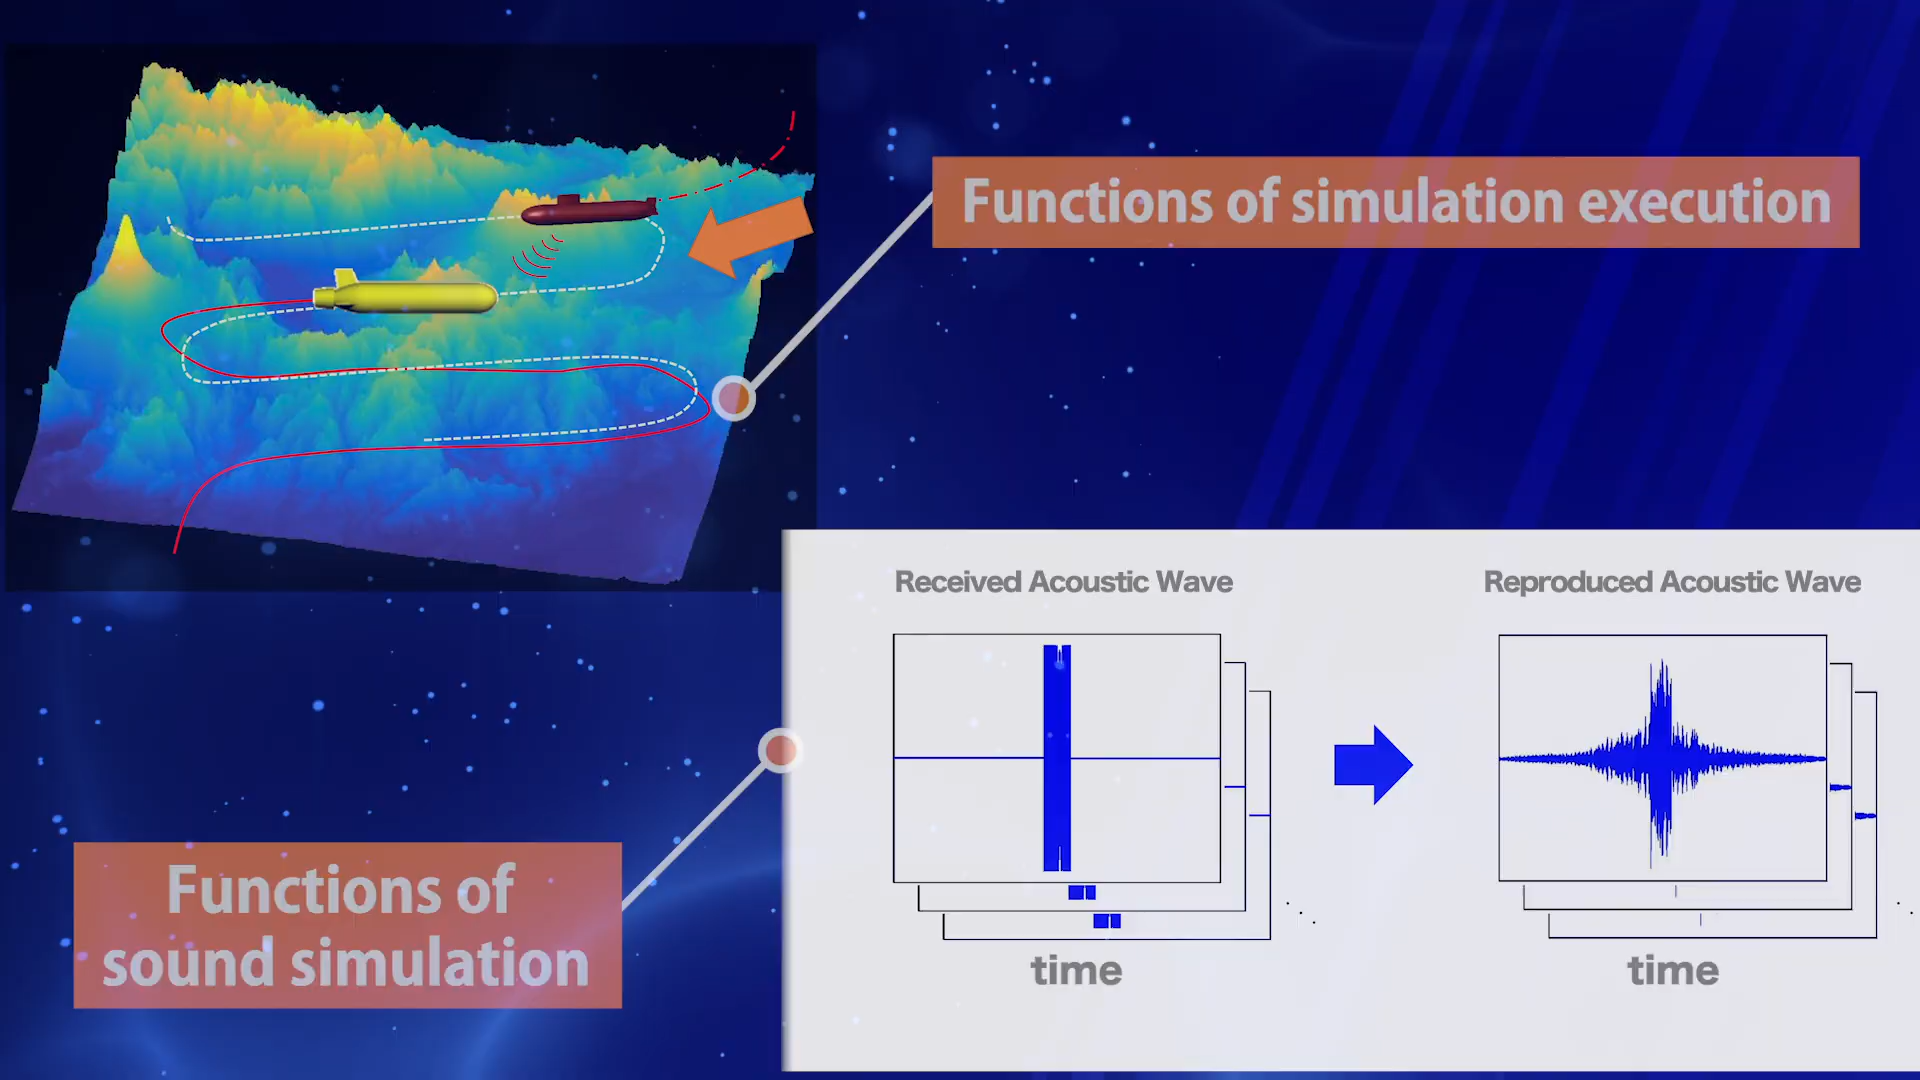 Functions of simulation execution
Received Acoustic Wave
Reproduced Acoustic Wave
Functions of
sound simulation
time
time